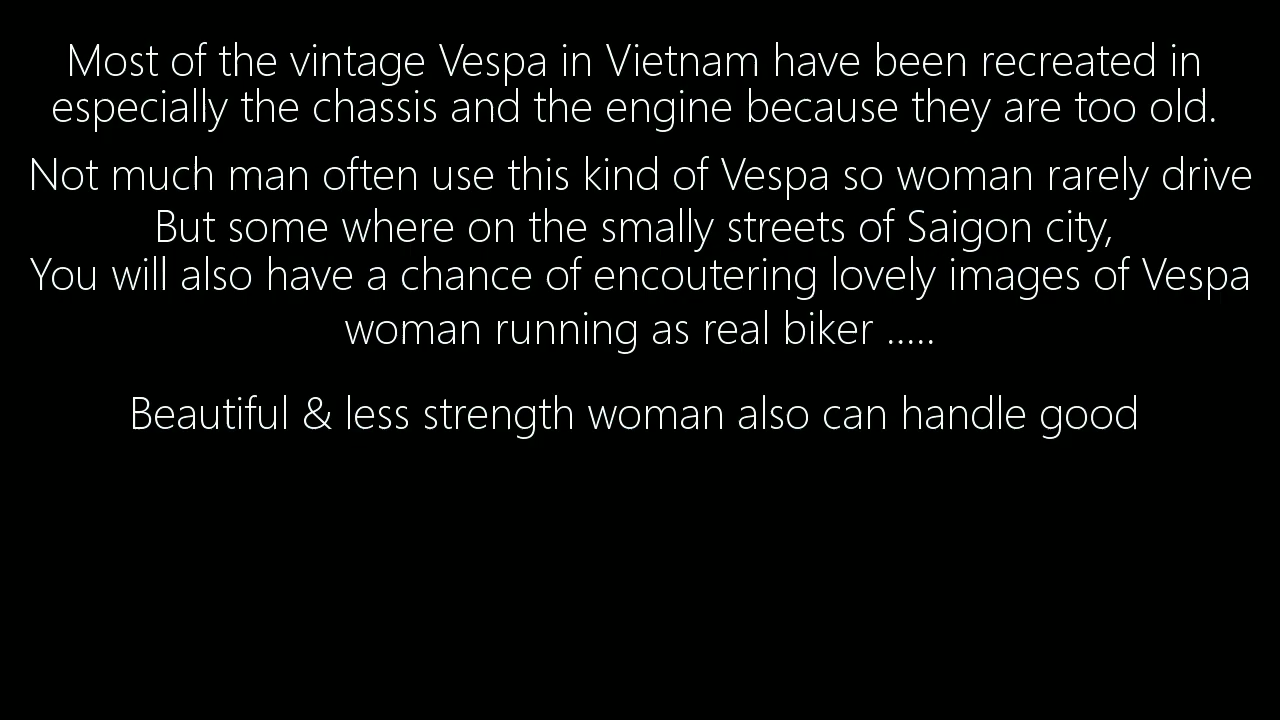 Most of the vintage Vespa in Vietnam have been recreated in
especially the chassis and the engine because they are too old.
Not much man often use this kind of Vespa so woman rarely drive
But some where on the smally streets of Saigon city,
You will also have a chance of encoutering lovely images of Vespa
woman running as real biker .....
Beautiful & less strength woman also can handle good